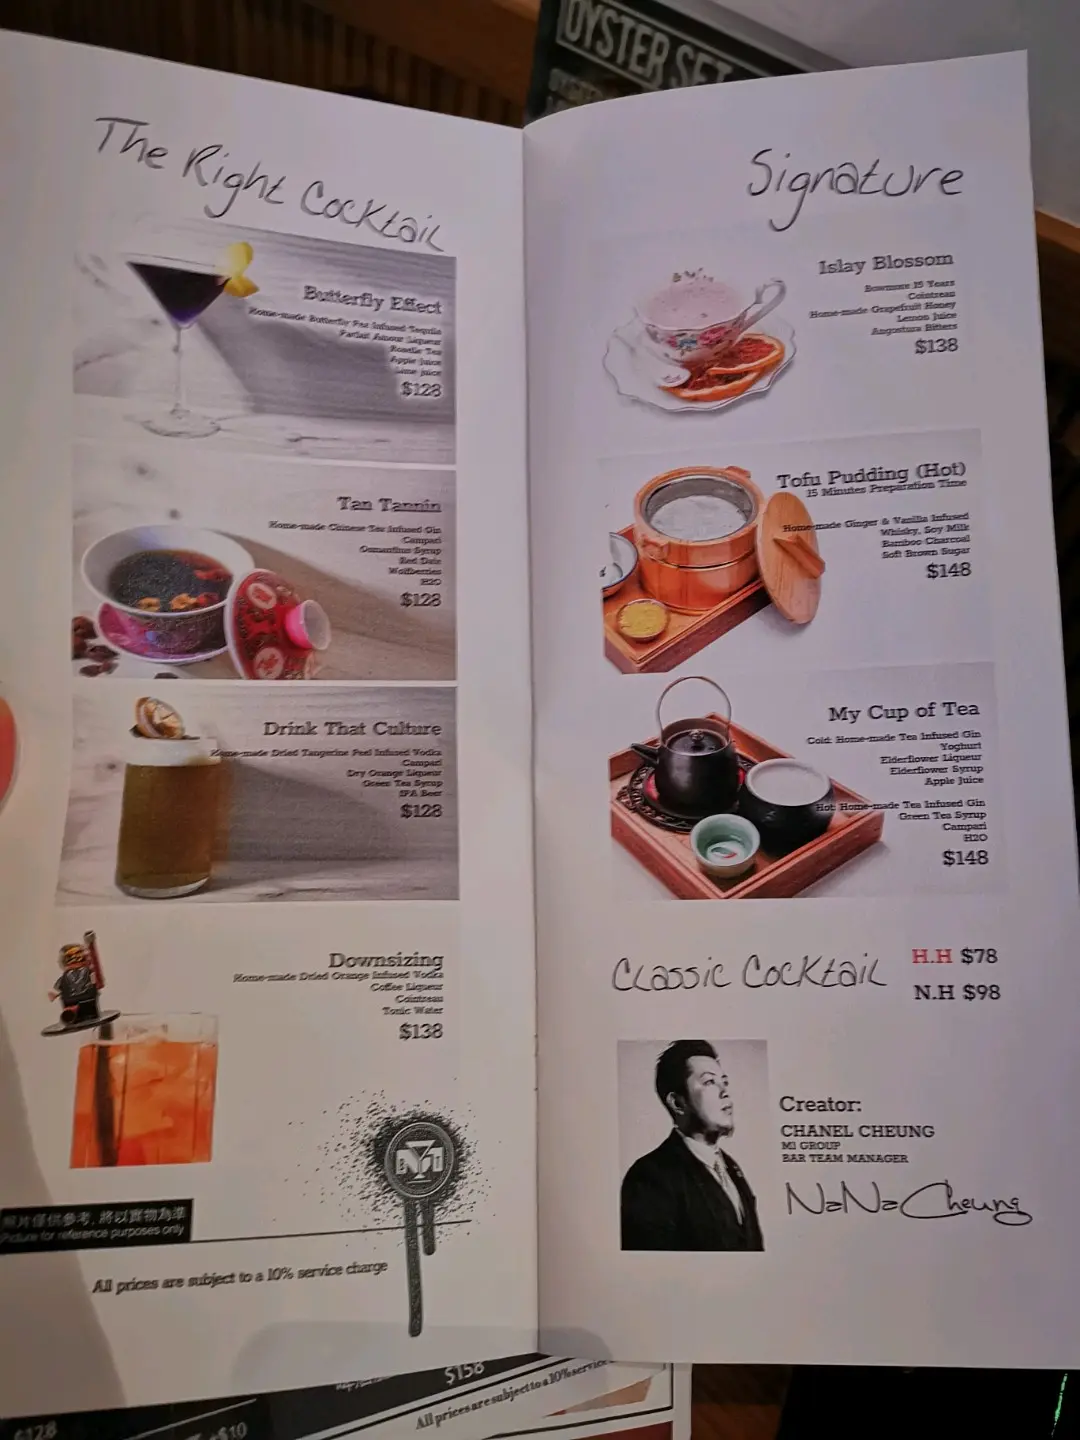 OYSTER SET
The Right Cocktail
Butterfly Effect
Home-made Butterfly Pea Infused Tequila
Parfait Amour Liqueur
Roselle Tea
Apple Juice
Lime Juice
$128
Tan Tannin
Home-made Chinese Tea Infused Gin
Campari
Osmanthus Syrup
Red Date
Wolfberries
H2O
$128
Drink That Culture
Home-made Dried Tangerine Peel Infused Vodka
Campari
Dry Orange Liqueur
Green Tea Syrup
IPA Beer
$128
Downsizing
Home-made Dried Orange Infused Vodka
Coffee Liqueur
Cointreau
Tonic Water
$138
照片僅供參考，將以實物為準
Picture for reference purposes only
All prices are subject to a 10% service charge
Signature
Islay Blossom
Bowmore 15 Years
Cointreau
Home-made Grapefruit Honey
Lemon Juice
Angostura Bitters
$138
Tofu Pudding (Hot)
15 Minutes Preparation Time
Home-made Ginger & Vanilla Infused
Whisky, Soy Milk
Bamboo Charcoal
Soft Brown Sugar
$148
My Cup of Tea
Cold: Home-made Tea Infused Gin
Yoghurt
Elderflower Liqueur
Elderflower Syrup
Apple Juice
Hot: Home-made Tea Infused Gin
Green Tea Syrup
Campari
H2O
$148
Classic Cocktail
H.H $78
N.H $98
Creator:
CHANEL CHEUNG
MI GROUP
BAR TEAM MANAGER
NaNa Cheung
$158
All prices are subject to a 10% service
$128
+$10